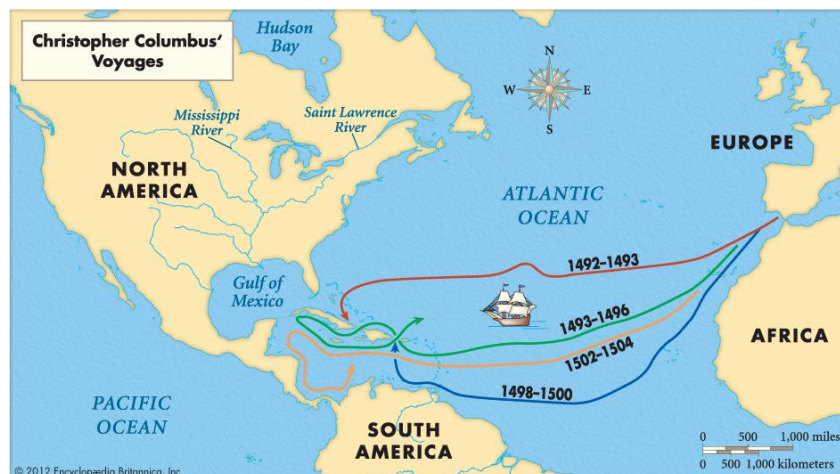 Christopher Columbus'
Voyages
Hudson
Bay
N
W
E
S
Mississippi
River
Saint Lawrence
River
NORTH
AMERICA
EUROPE
ATLANTIC
OCEAN
1492–1493
Gulf of
Mexico
1493–1496
1502–1504
AFRICA
1498–1500
PACIFIC
OCEAN
SOUTH
AMERICA
0 500 1,000 miles
0 500 1,000 kilometers
© 2012 Encyclopædia Britannica, Inc.